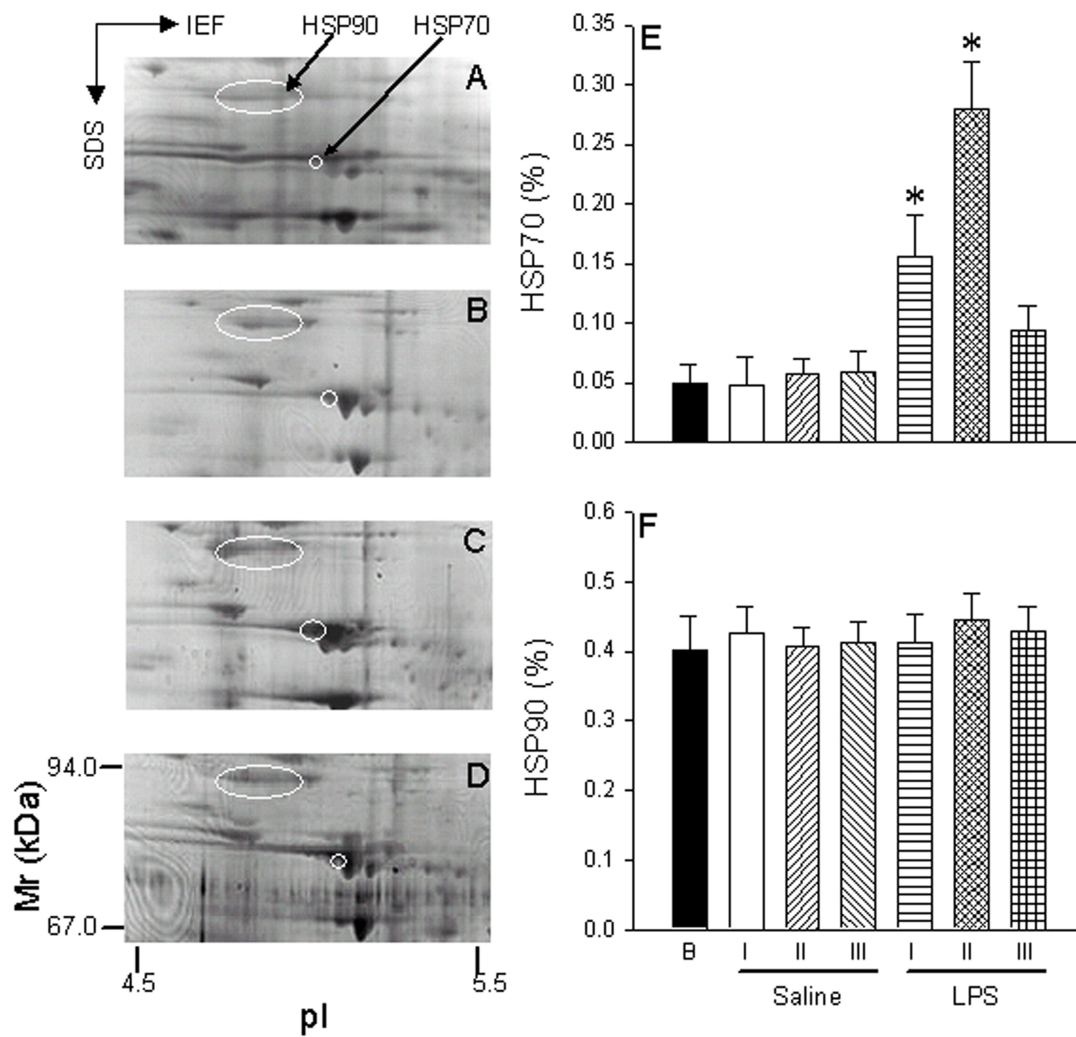 IEF HSP90 HSP70
SDS
A
B
C
D
94.0
67.0
Mr (kDa)
4.5 5.5
pI
E
HSP70 (%)
0.35
0.30
0.25
0.20
0.15
0.10
0.05
0.00
*
*
F
HSP90 (%)
0.6
0.5
0.4
0.3
0.2
0.1
0.0
B I II III I II III
Saline LPS